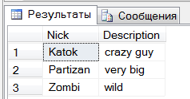 Результаты Сообщения
Nick Description
1 Katok crazy guy
2 Partizan very big
3 Zombi wild